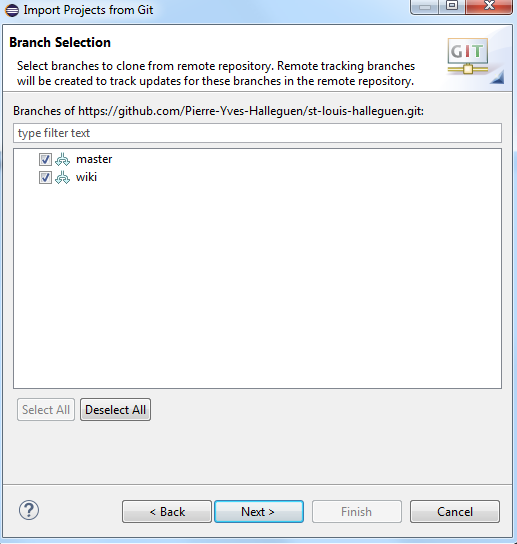 Import Projects from Git
Branch Selection
GIT
Select branches to clone from remote repository. Remote tracking branches
will be created to track updates for these branches in the remote repository.
Branches of https://github.com/Pierre-Yves-Halleguen/st-louis-halleguen.git:
type filter text
master
wiki
Select All Deselect All
? < Back Next > Finish Cancel